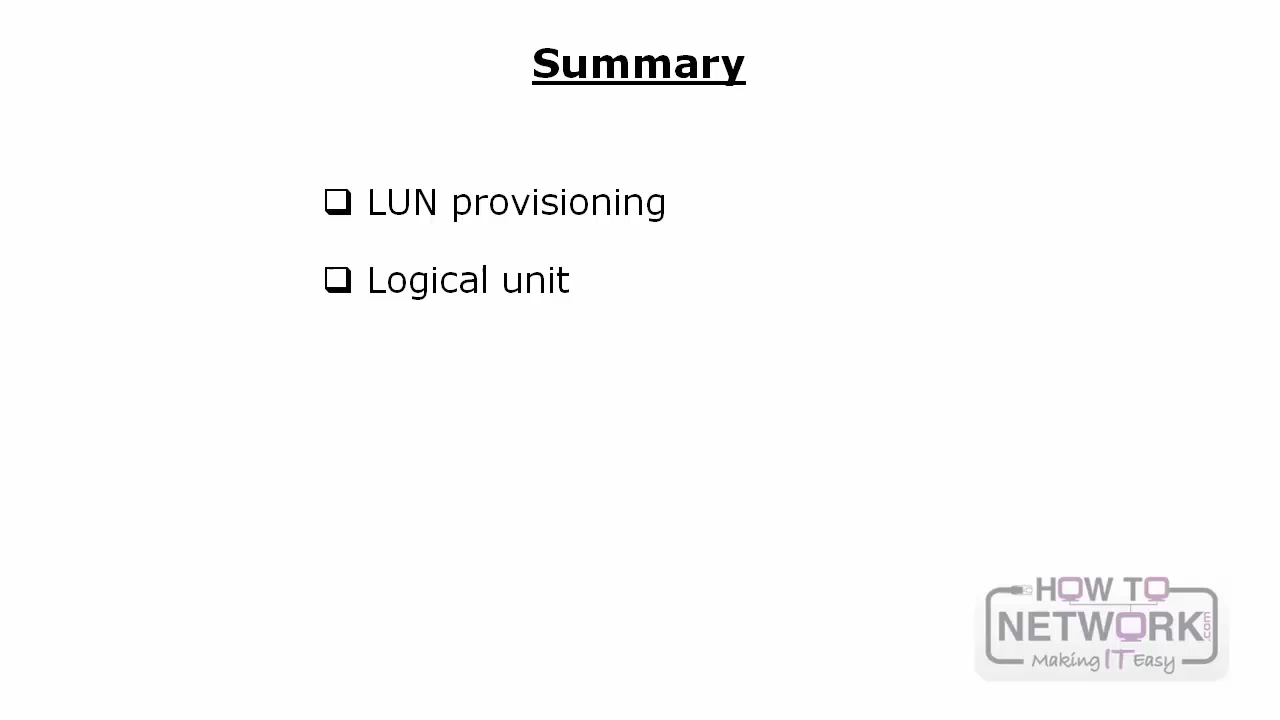 Summary
LUN provisioning
Logical unit
HOW TO
NETWORK.com
Making IT Easy